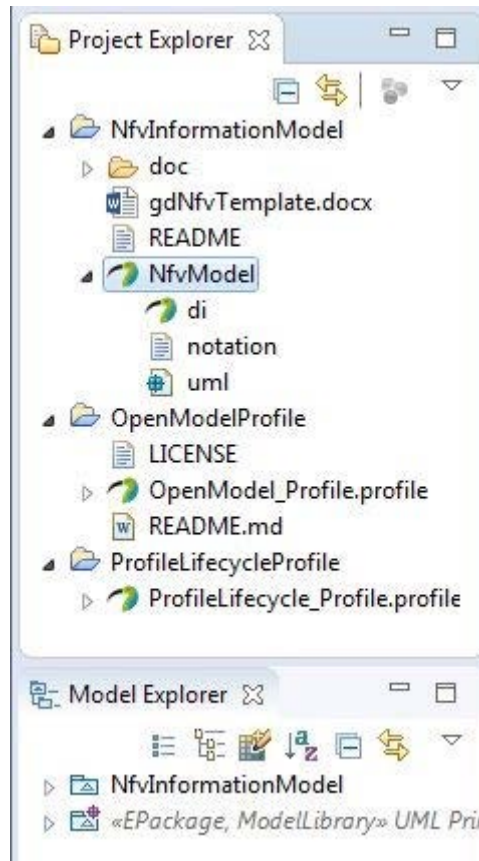 Project Explorer
NfvInformationModel
doc
gdNfvTemplate.docx
README
NfvModel
di
notation
uml
OpenModelProfile
LICENSE
OpenModel_Profile.profile
README.md
ProfileLifecycleProfile
ProfileLifecycle_Profile.profile
Model Explorer
NfvInformationModel
«EPackage, ModelLibrary» UML Pri